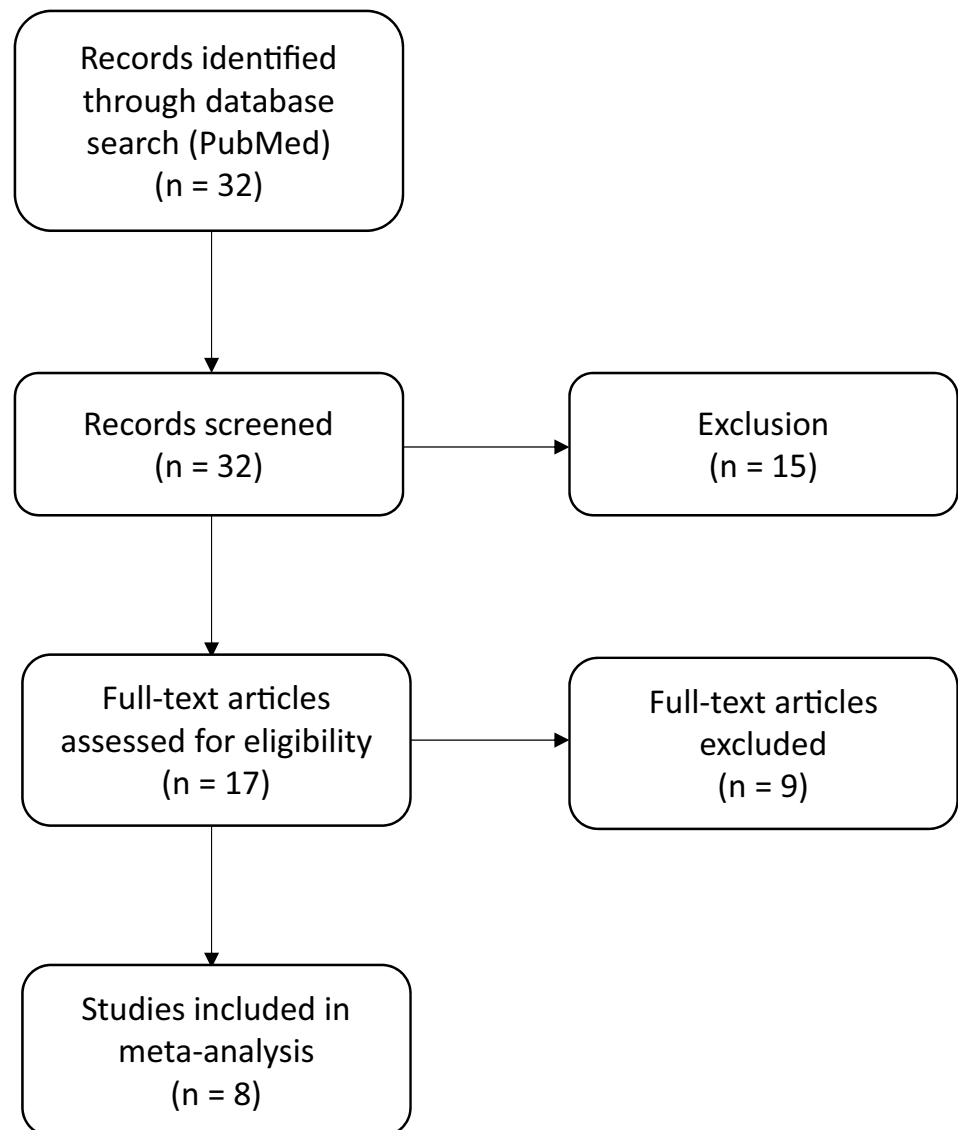 Records identified
through database
search (PubMed)
(n = 32)
Records screened
(n = 32)
Exclusion
(n = 15)
Full-text articles
assessed for eligibility
(n = 17)
Full-text articles
excluded
(n = 9)
Studies included in
meta-analysis
(n = 8)